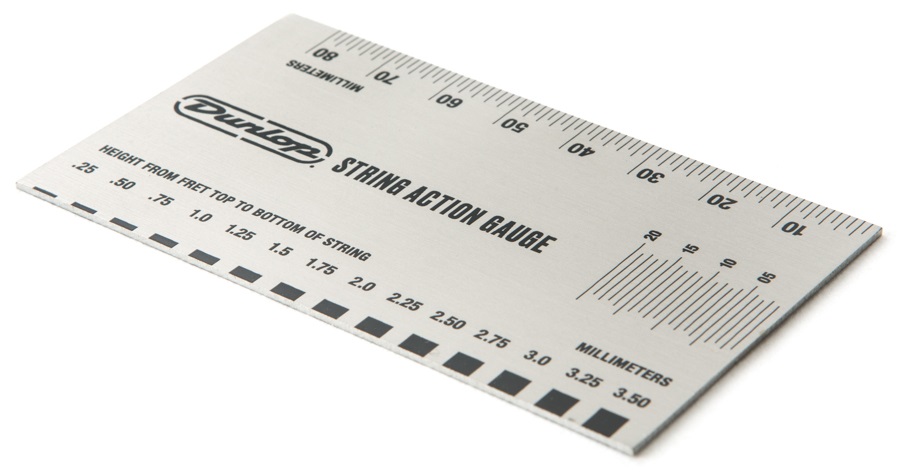 80 70 60 50 40 30 20 10
MILLIMETERS
Dunlop
STRING ACTION GAUGE
HEIGHT FROM FRET TOP TO BOTTOM OF STRING
.25 .50 .75 1.0 1.25 1.5 1.75 2.0 2.25 2.50 2.75 3.0 3.25 3.50
20 15 10 05
MILLIMETERS